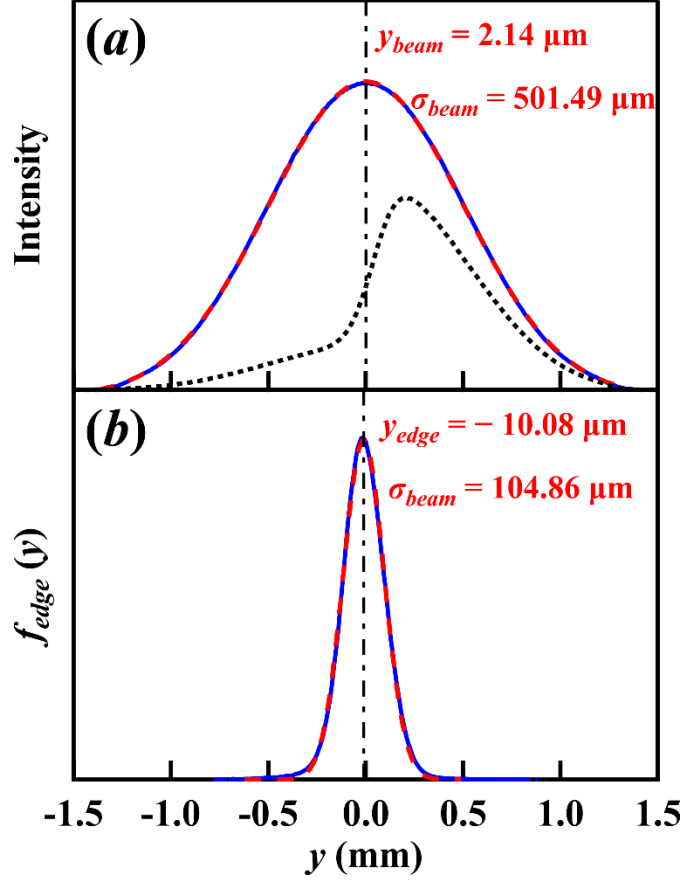 (a)
y_beam = 2.14 μm
σ_beam = 501.49 μm
Intensity
(b)
y_edge = − 10.08 μm
σ_beam = 104.86 μm
f_edge (y)
-1.5 -1.0 -0.5 0.0 0.5 1.0 1.5
y (mm)